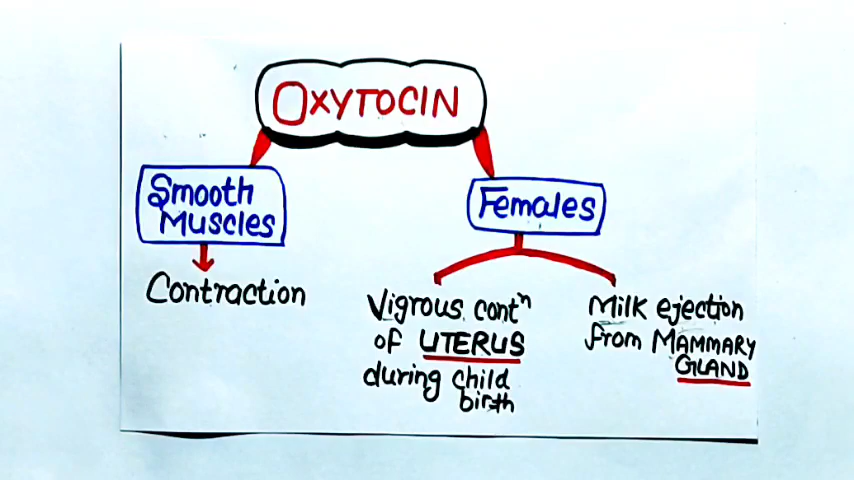 OXYTOCIN
Smooth
Muscles
Contraction
Females
Vigrous contⁿ
of UTERUS
during child
birth
Milk ejection
from MAMMARY
GLAND